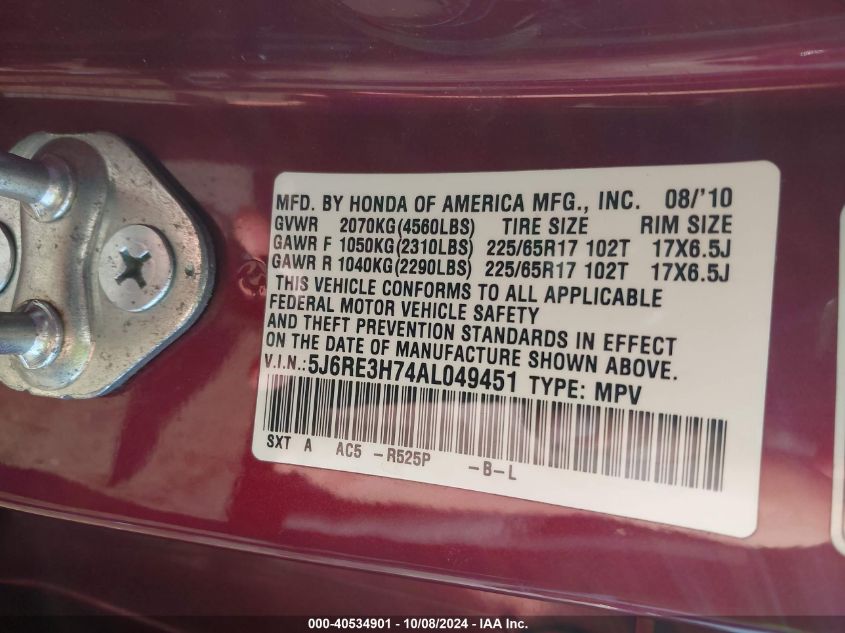 MFD. BY HONDA OF AMERICA MFG., INC. 08/'10
GVWR 2070KG(4560LBS) TIRE SIZE RIM SIZE
GAWR F 1050KG(2310LBS) 225/65R17 102T 17X6.5J
GAWR R 1040KG(2290LBS) 225/65R17 102T 17X6.5J
THIS VEHICLE CONFORMS TO ALL APPLICABLE
FEDERAL MOTOR VEHICLE SAFETY
AND THEFT PREVENTION STANDARDS IN EFFECT
ON THE DATE OF MANUFACTURE SHOWN ABOVE.
V.I.N.: 5J6RE3H74AL049451 TYPE: MPV
SXT A AC5 -R525P -B-L
000-40534901 - 10/08/2024 - IAA Inc.